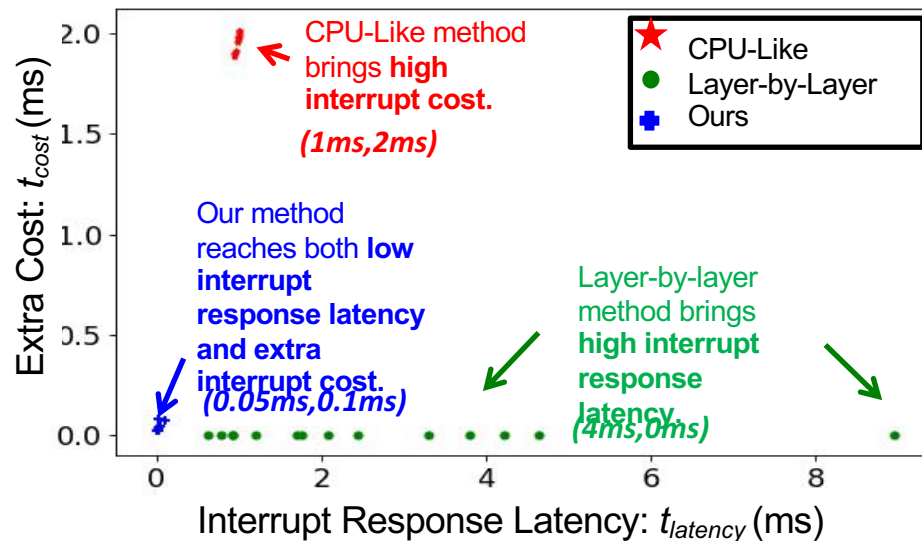 2.0
1.5
1.0
0.5
0.0
Extra Cost: t_cost (ms)
CPU-Like method
brings high
interrupt cost.
(1ms,2ms)
CPU-Like
Layer-by-Layer
Ours
Our method
reaches both low
interrupt
response latency
and extra
interrupt cost.
(0.05ms,0.1ms)
Layer-by-layer
method brings
high interrupt
response
latency.
(4ms,0ms)
0 2 4 6 8
Interrupt Response Latency: t_latency (ms)